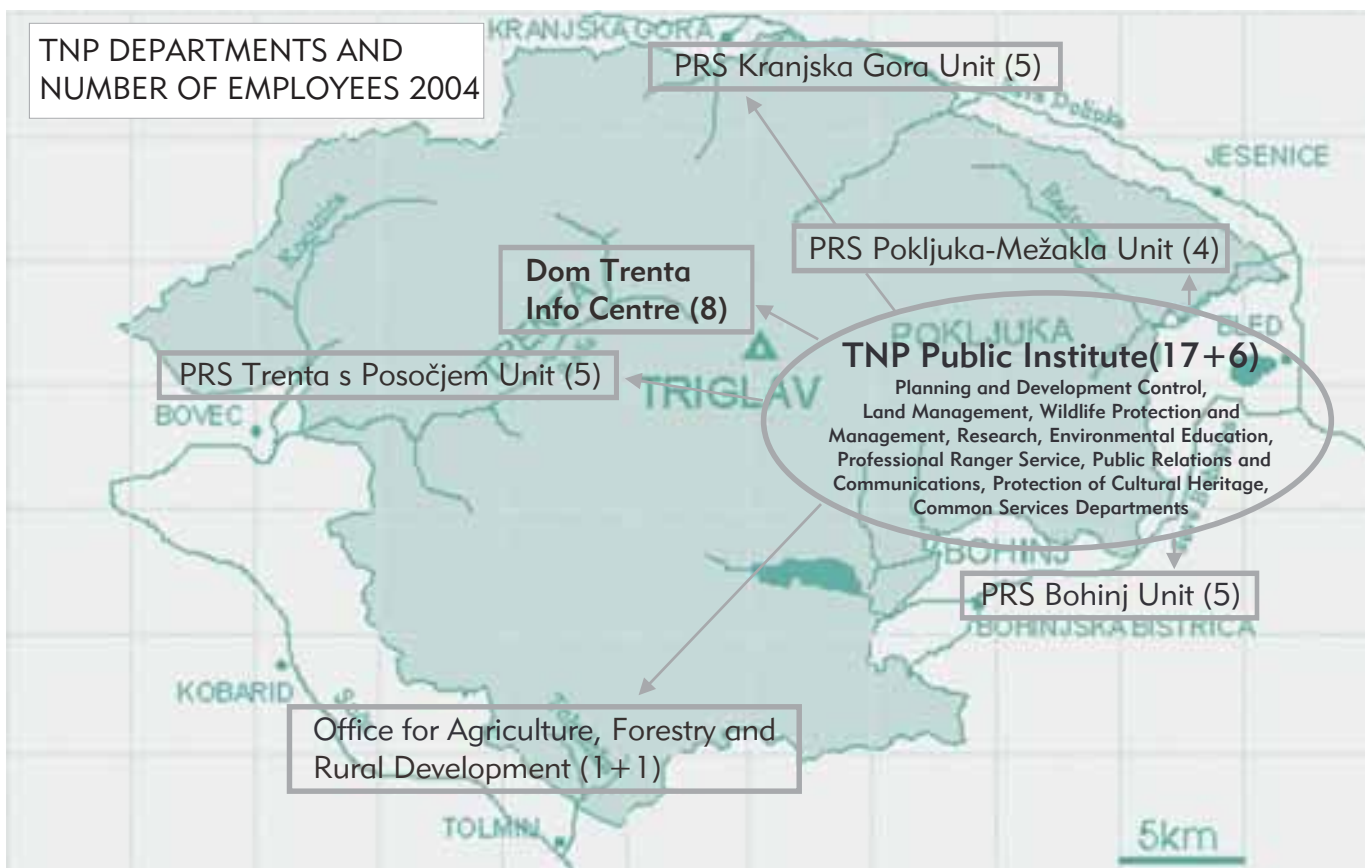 TNP DEPARTMENTS AND
NUMBER OF EMPLOYEES 2004
KRANJSKA GORA
PRS Kranjska Gora Unit (5)
Dolinka
JESENICE
PRS Pokljuka-Mežakla Unit (4)
Dom Trenta
Info Centre (8)
POKLJUKA
BLED
TNP Public Institute(17+6)
Planning and Development Control,
Land Management, Wildlife Protection and
Management, Research, Environmental Education,
Professional Ranger Service, Public Relations and
Communications, Protection of Cultural Heritage,
Common Services Departments
PRS Trenta s Posočjem Unit (5)
TRIGLAV
BOVEC
BOHINJ
PRS Bohinj Unit (5)
BOHINJSKA BISTRICA
KOBARID
Office for Agriculture, Forestry and
Rural Development (1+1)
TOLMIN
5km